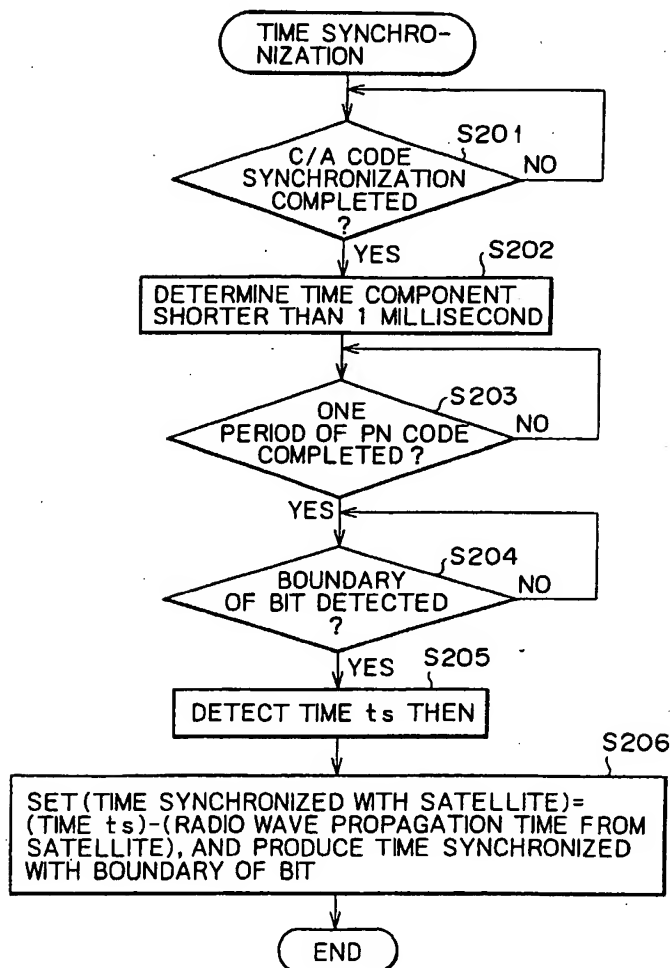 TIME SYNCHRO-
NIZATION
S201
C/A CODE
SYNCHRONIZATION
COMPLETED
?
NO
YES
S202
DETERMINE TIME COMPONENT
SHORTER THAN 1 MILLISECOND
S203
ONE
PERIOD OF PN CODE
COMPLETED ?
NO
YES
S204
BOUNDARY
OF BIT DETECTED
?
NO
YES
S205
DETECT TIME ts THEN
S206
SET (TIME SYNCHRONIZED WITH SATELLITE)=
(TIME ts)-(RADIO WAVE PROPAGATION TIME FROM
SATELLITE), AND PRODUCE TIME SYNCHRONIZED
WITH BOUNDARY OF BIT
END